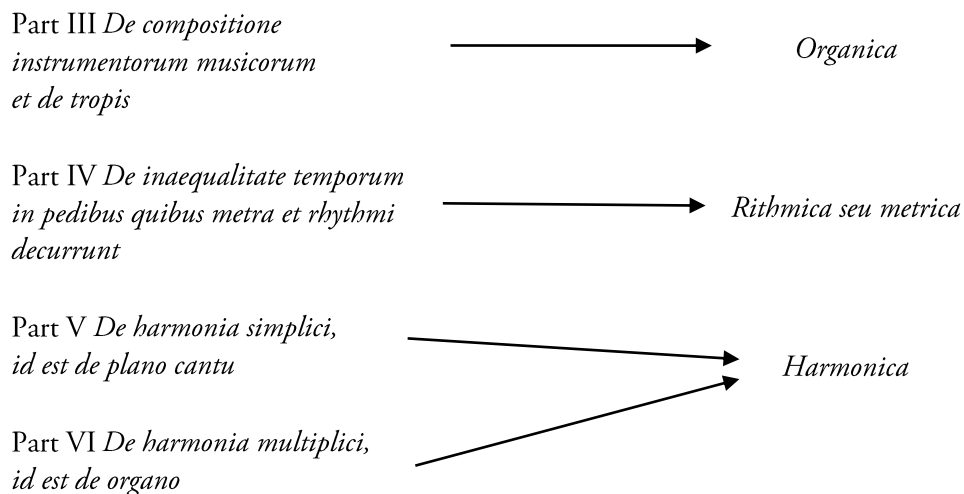 Part III De compositione
instrumentorum musicorum
et de tropis
Organica
Part IV De inaequalitate temporum
in pedibus quibus metra et rhythmi
decurrunt
Rithmica seu metrica
Part V De harmonia simplici,
id est de plano cantu
Harmonica
Part VI De harmonia multiplici,
id est de organo